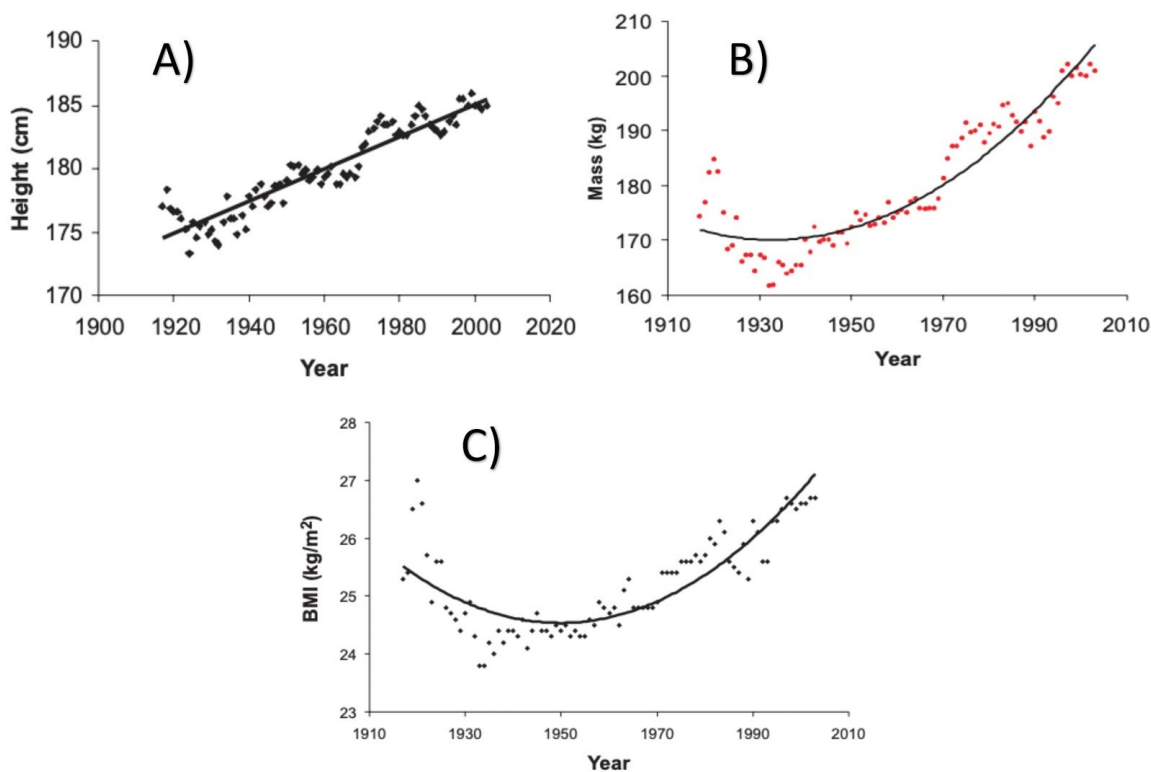 A)
Height (cm)
190
185
180
175
170
1900 1920 1940 1960 1980 2000 2020
Year
B)
Mass (kg)
210
200
190
180
170
160
1910 1930 1950 1970 1990 2010
Year
C)
BMI (kg/m²)
28
27
26
25
24
23
1910 1930 1950 1970 1990 2010
Year